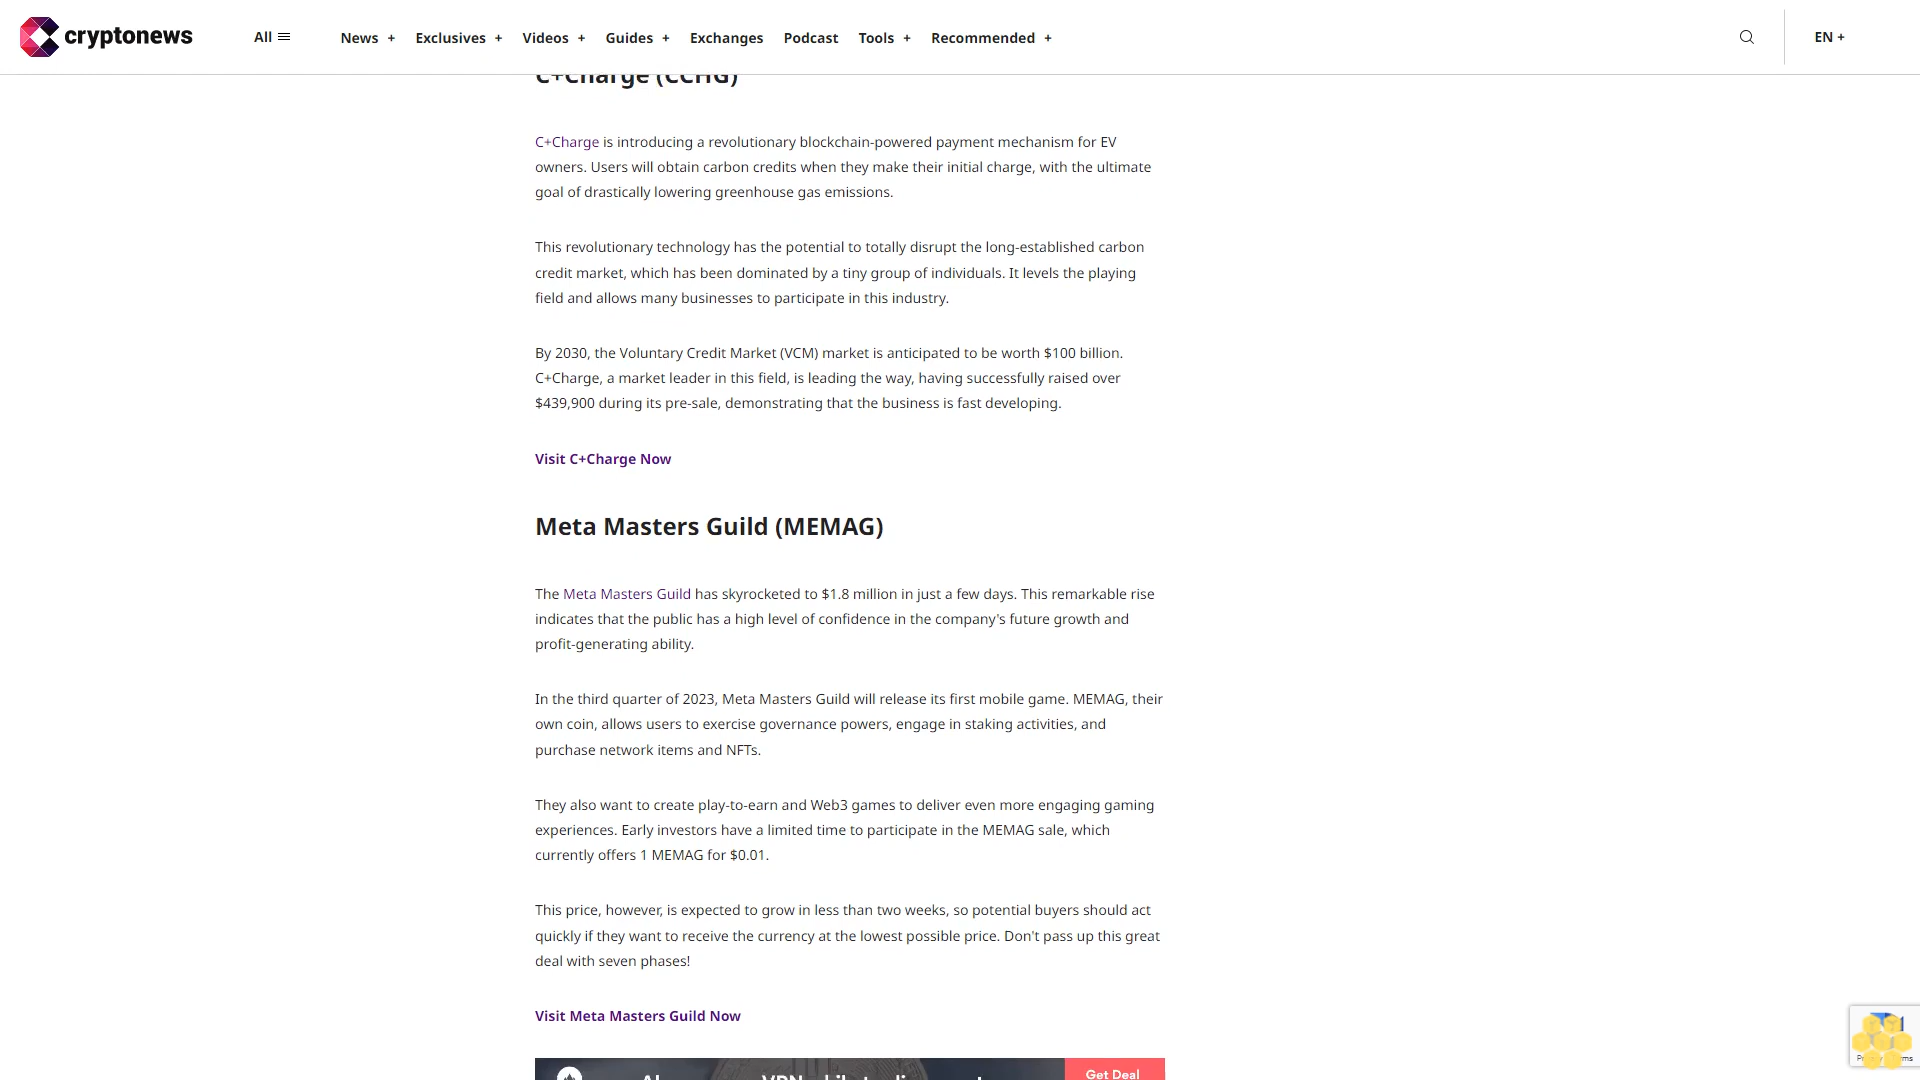 cryptonews
All
News +
Exclusives +
Videos +
Guides +
Exchanges
Podcast
Tools +
Recommended +
EN +
C+Charge (CCHG)
C+Charge is introducing a revolutionary blockchain-powered payment mechanism for EV
owners. Users will obtain carbon credits when they make their initial charge, with the ultimate
goal of drastically lowering greenhouse gas emissions.
This revolutionary technology has the potential to totally disrupt the long-established carbon
credit market, which has been dominated by a tiny group of individuals. It levels the playing
field and allows many businesses to participate in this industry.
By 2030, the Voluntary Credit Market (VCM) market is anticipated to be worth $100 billion.
C+Charge, a market leader in this field, is leading the way, having successfully raised over
$439,900 during its pre-sale, demonstrating that the business is fast developing.
Visit C+Charge Now
Meta Masters Guild (MEMAG)
The Meta Masters Guild has skyrocketed to $1.8 million in just a few days. This remarkable rise
indicates that the public has a high level of confidence in the company's future growth and
profit-generating ability.
In the third quarter of 2023, Meta Masters Guild will release its first mobile game. MEMAG, their
own coin, allows users to exercise governance powers, engage in staking activities, and
purchase network items and NFTs.
They also want to create play-to-earn and Web3 games to deliver even more engaging gaming
experiences. Early investors have a limited time to participate in the MEMAG sale, which
currently offers 1 MEMAG for $0.01.
This price, however, is expected to grow in less than two weeks, so potential buyers should act
quickly if they want to receive the currency at the lowest possible price. Don't pass up this great
deal with seven phases!
Visit Meta Masters Guild Now
Get Deal